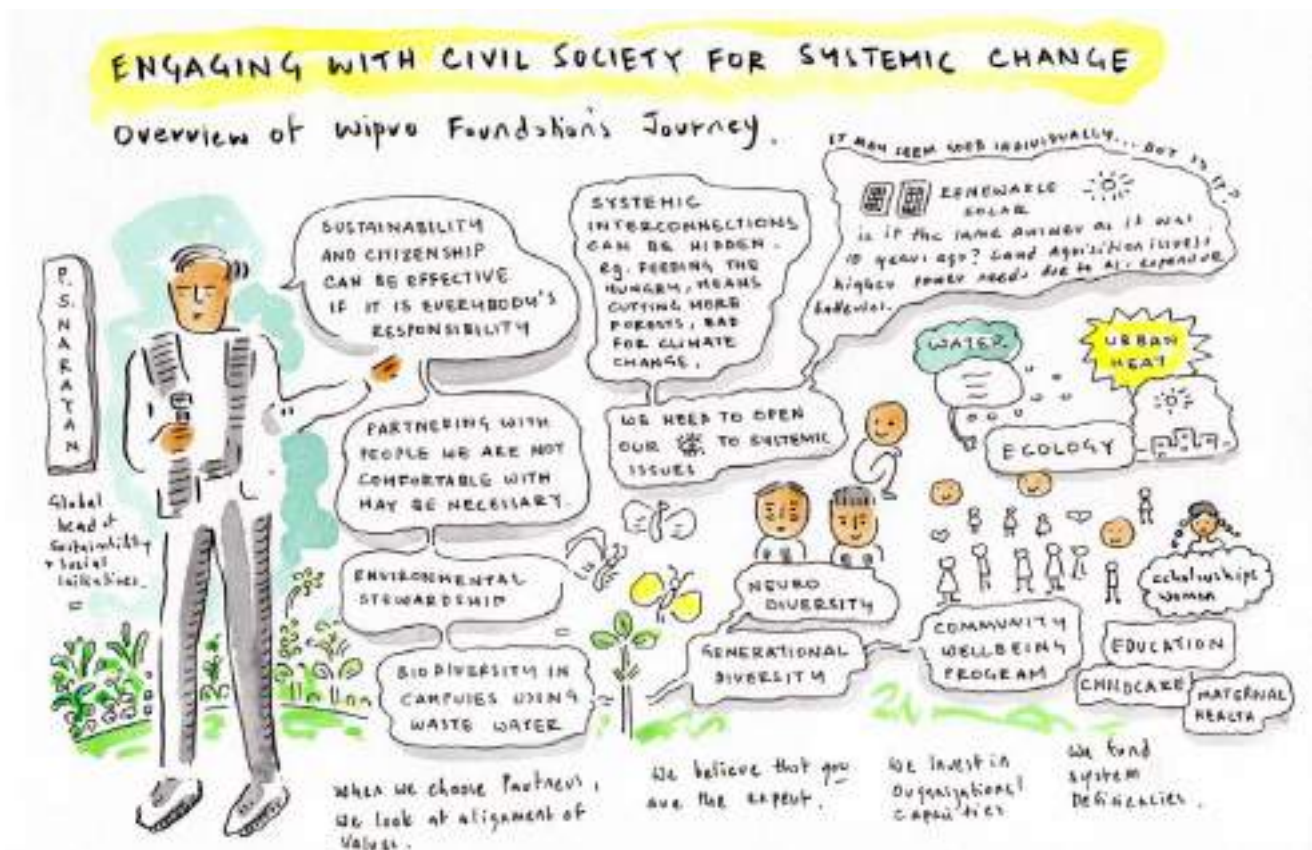 ENGAGING WITH CIVIL SOCIETY FOR SYSTEMIC CHANGE
Overview of Wipro Foundation's Journey.
P.S. NARAYAN
Global
head of
Sustainability
+ social
initiatives.
SUSTAINABILITY
AND CITIZENSHIP
CAN BE EFFECTIVE
IF IT IS EVERYBODY'S
RESPONSIBILITY
PARTNERING WITH
PEOPLE WE ARE NOT
COMFORTABLE WITH
MAY BE NECESSARY.
ENVIRONMENTAL
STEWARDSHIP
BIODIVERSITY IN
CAMPUSES USING
WASTE WATER
SYSTEMIC
INTERCONNECTIONS
CAN BE HIDDEN.
eg. FEEDING THE
HUNGRY, MEANS
CUTTING MORE
FORESTS, BAD
FOR CLIMATE
CHANGE.
WE NEED TO OPEN
OUR TO SYSTEMIC
ISSUES
IT MAY SEEM GOOD INDIVIDUALLY... BUT IS IT?
RENEWABLE
SOLAR
is it the same answer as it was
10 years ago? Land aquisition issues
higher power needs due to AI, expensive
WATER
URBAN
HEAT
ECOLOGY
NEURO
DIVERSITY
GENERATIONAL
DIVERSITY
COMMUNITY
WELLBEING
PROGRAM
scholarships
women
EDUCATION
CHILDCARE
MATERNAL
HEALTH
When we choose Partners,
We look at alignment of
Values.
We believe that you
are the expert.
We Invest in
Organizational
Capacities
We fund
system
Deficiencies.